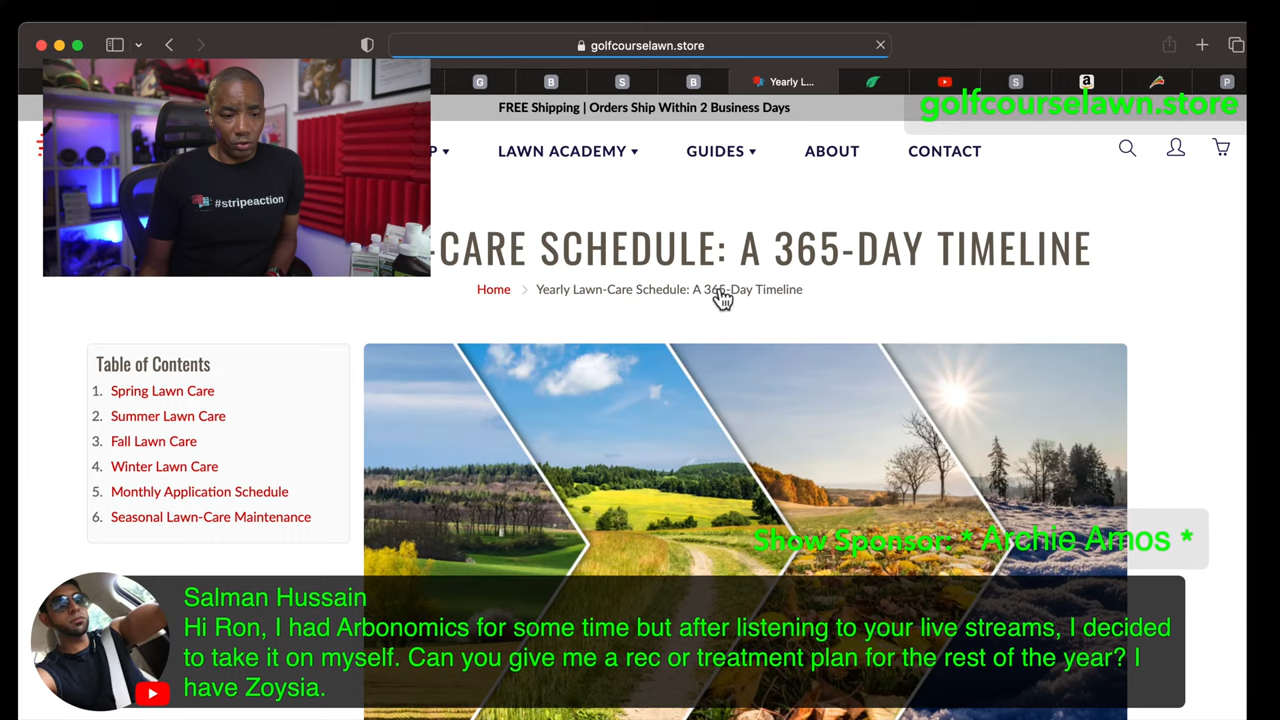 golfcourselawn.store
G
B
S
B
Yearly L...
S
a
P
FREE Shipping | Orders Ship Within 2 Business Days
golfcourselawn.store
P
LAWN ACADEMY
GUIDES
ABOUT
CONTACT
#stripeaction
-CARE SCHEDULE: A 365-DAY TIMELINE
Home
Yearly Lawn-Care Schedule: A 365-Day Timeline
Table of Contents
1. Spring Lawn Care
2. Summer Lawn Care
3. Fall Lawn Care
4. Winter Lawn Care
5. Monthly Application Schedule
6. Seasonal Lawn-Care Maintenance
Show Sponsor: * Archie Amos *
Salman Hussain
Hi Ron, I had Arbonomics for some time but after listening to your live streams, I decided
to take it on myself. Can you give me a rec or treatment plan for the rest of the year? I
have Zoysia.